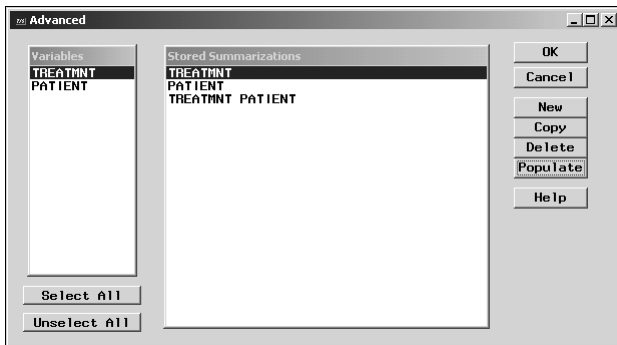 Advanced
Variables
TREATMNT
PATIENT
Select All
Unselect All
Stored Summarizations
TREATMNT
PATIENT
TREATMNT PATIENT
OK
Cancel
New
Copy
Delete
Populate
Help